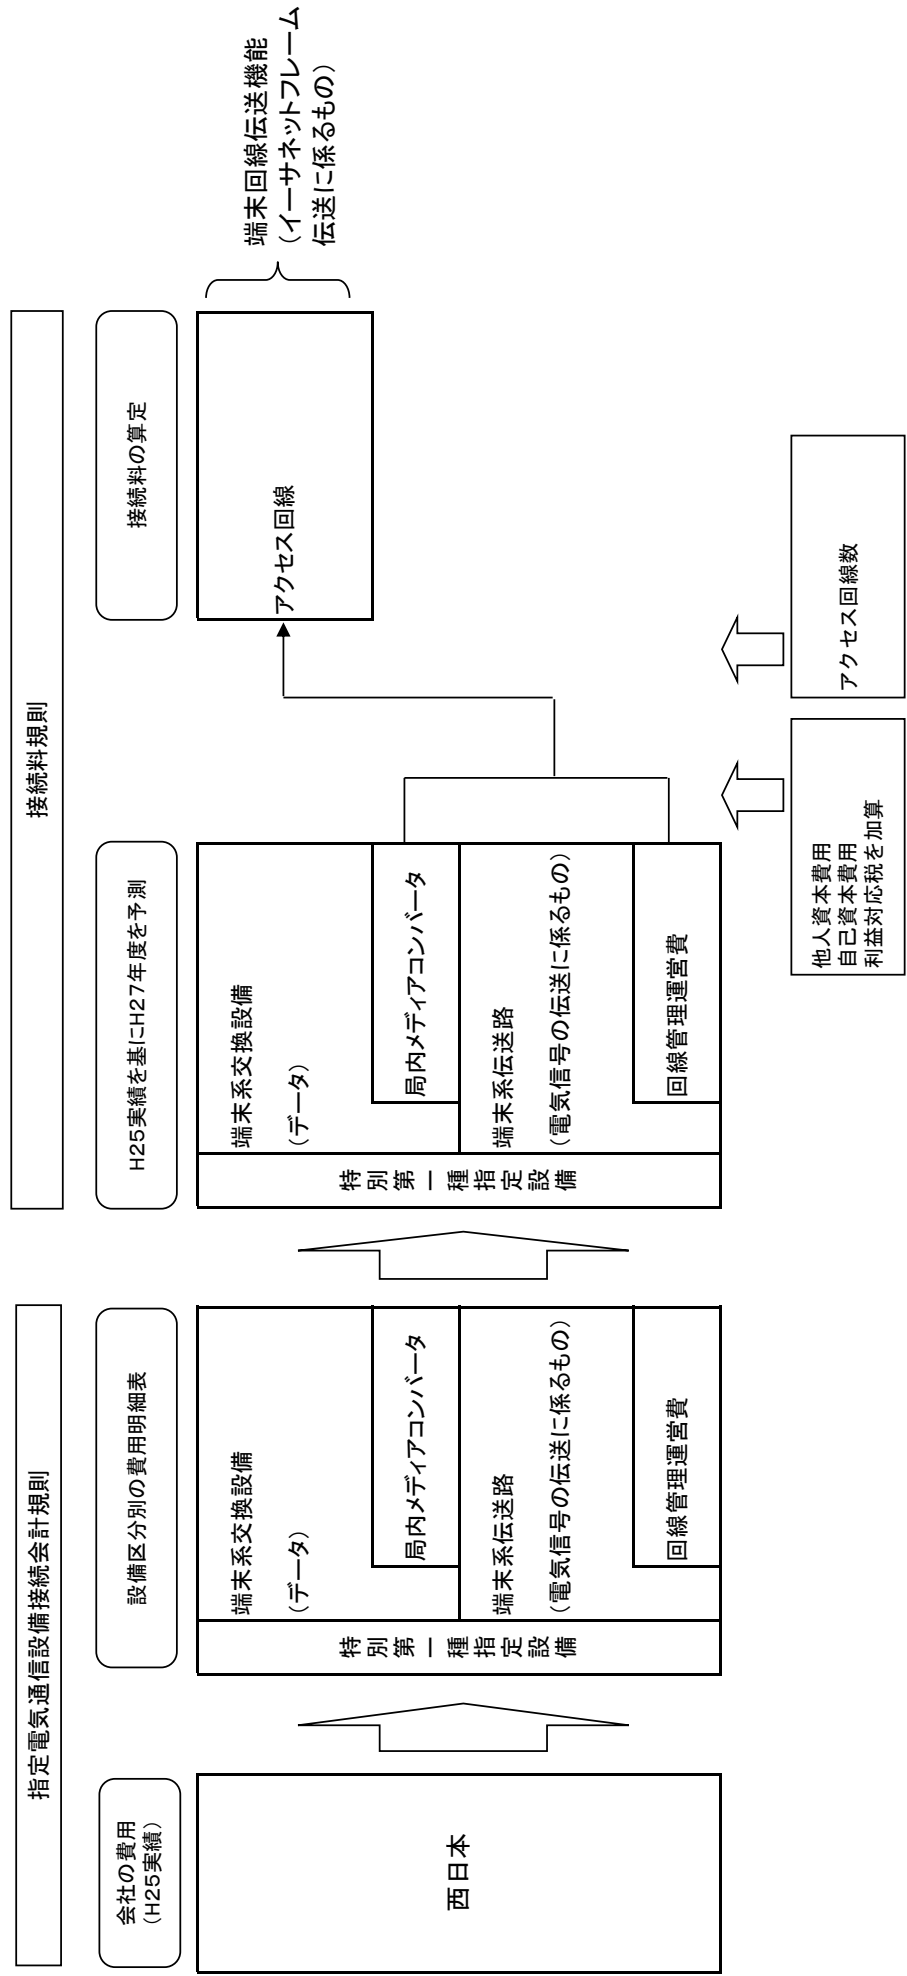 指定電気通信設備接続会計規則
接続料規則
会社の費用
（H25実績）
設備区分別の費用明細表
H25実績を基にH27年度を予測
接続料の算定
西日本
特別第一種指定設備
端末系交換設備
（データ）
局内メディアコンバータ
端末系伝送路
（電気信号の伝送に係るもの）
回線管理運営費
特別第一種指定設備
端末系交換設備
（データ）
局内メディアコンバータ
端末系伝送路
（電気信号の伝送に係るもの）
回線管理運営費
アクセス回線
端末回線伝送機能
（イーサネットフレーム
伝送に係るもの）
他人資本費用
自己資本費用
利益対応税を加算
アクセス回線数